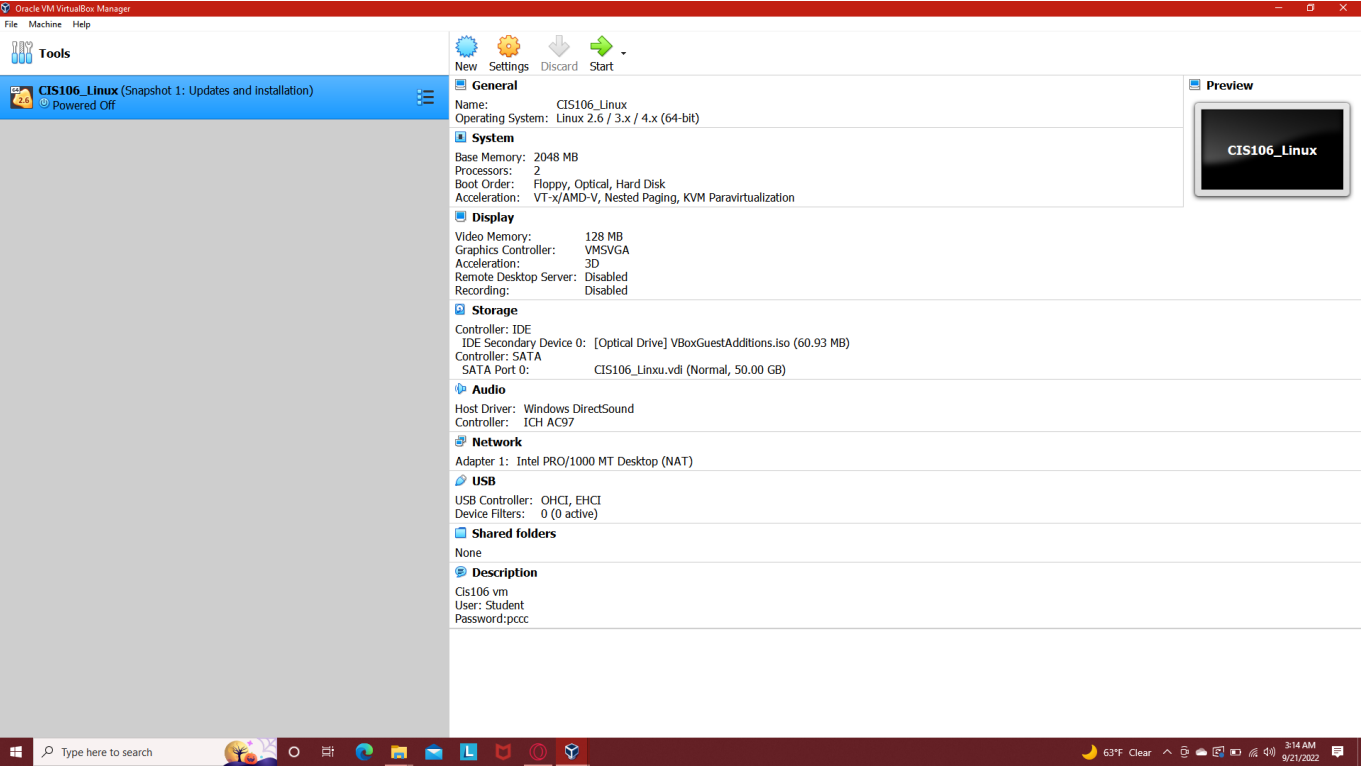 Oracle VM VirtualBox Manager
File Machine Help
Tools
New Settings Discard Start
CIS106_Linux (Snapshot 1: Updates and installation)
Powered Off
64
2.6
General
Name: CIS106_Linux
Operating System: Linux 2.6 / 3.x / 4.x (64-bit)
Preview
CIS106_Linux
System
Base Memory: 2048 MB
Processors: 2
Boot Order: Floppy, Optical, Hard Disk
Acceleration: VT-x/AMD-V, Nested Paging, KVM Paravirtualization
Display
Video Memory: 128 MB
Graphics Controller: VMSVGA
Acceleration: 3D
Remote Desktop Server: Disabled
Recording: Disabled
Storage
Controller: IDE
IDE Secondary Device 0: [Optical Drive] VBoxGuestAdditions.iso (60.93 MB)
Controller: SATA
SATA Port 0: CIS106_Linxu.vdi (Normal, 50.00 GB)
Audio
Host Driver: Windows DirectSound
Controller: ICH AC97
Network
Adapter 1: Intel PRO/1000 MT Desktop (NAT)
USB
USB Controller: OHCI, EHCI
Device Filters: 0 (0 active)
Shared folders
None
Description
Cis106 vm
User: Student
Password:pccc
Type here to search
L
63°F Clear
3:14 AM
9/21/2022